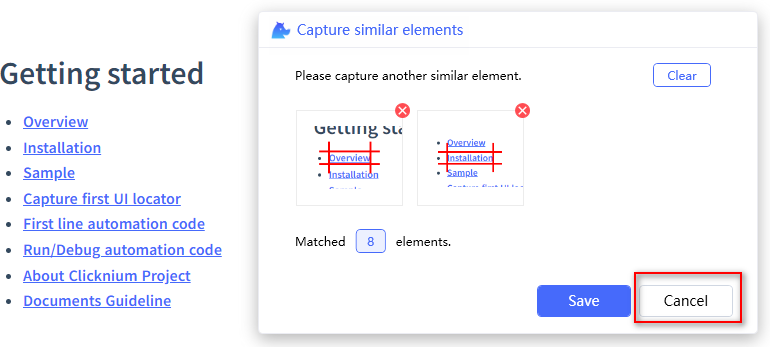 Getting started
Overview
Installation
Sample
Capture first UI locator
First line automation code
Run/Debug automation code
About Clicknium Project
Documents Guideline
Capture similar elements
Please capture another similar element.
Clear
Getting sta
Overview
Installation
Sample
Overview
Installation
Sample
Capture first UI loc
Matched 8 elements.
Save
Cancel